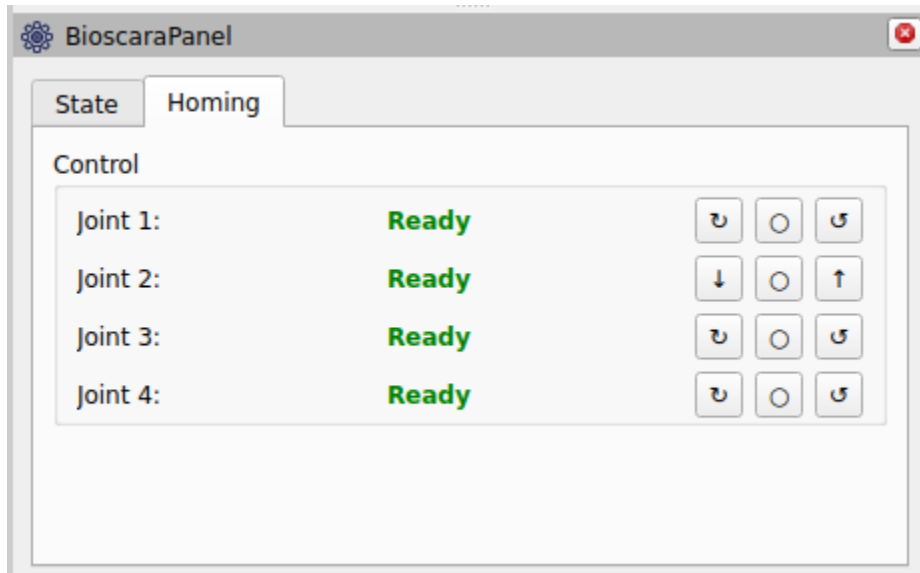 BioscaraPanel
State Homing
Control
Joint 1: Ready ↻ ○ ↺
Joint 2: Ready ↓ ○ ↑
Joint 3: Ready ↻ ○ ↺
Joint 4: Ready ↻ ○ ↺